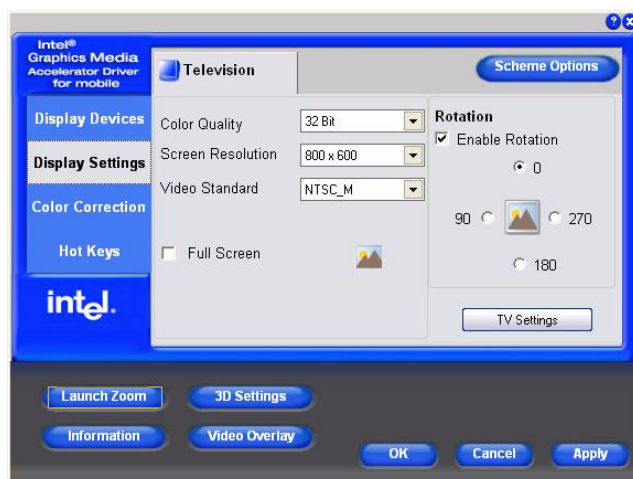 Intel®
Graphics Media
Accelerator Driver
for mobile
Television
Scheme Options
Display Devices
Display Settings
Color Correction
Hot Keys
intel.
Color Quality
32 Bit
Screen Resolution
800 x 600
Video Standard
NTSC_M
Full Screen
Rotation
Enable Rotation
0
90
270
180
TV Settings
Launch Zoom
3D Settings
Information
Video Overlay
OK
Cancel
Apply